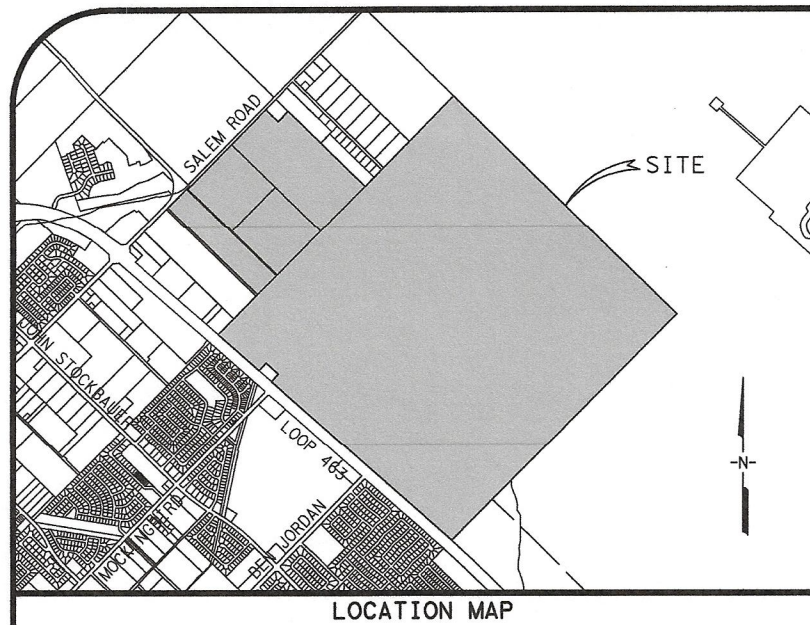 SALEM ROAD
SITE
JOHN STOCKBAUER
LOOP 463
MOCKINGBIRD
BEN JORDAN
-N-
LOCATION MAP